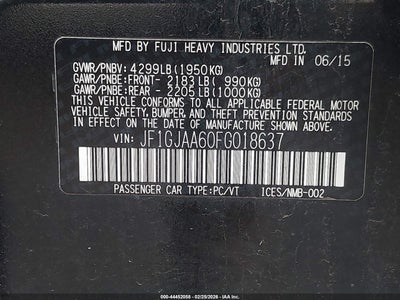 MFD BY FUJI HEAVY INDUSTRIES LTD.
GVWR/PNBV: 4299LB(1950KG) MFD IN 06/15
GAWR/PNBE:FRONT- 2183LB( 990KG)
GAWR/PNBE: REAR- 2205LB(1000KG)
THIS VEHICLE CONFORMS TO ALL APPLICABLE FEDERAL MOTOR
VEHICLE SAFETY, BUMPER, AND THEFT PREVENTION STANDARDS
IN EFFECT ON THE DATE OF MANUFACTURE SHOWN ABOVE.
VIN: JF1GJAA60FG018637
PASSENGER CAR TYPE:PC/VT ICES/NMB-002
000-44452058 - 02/25/2026 - IAA Inc.